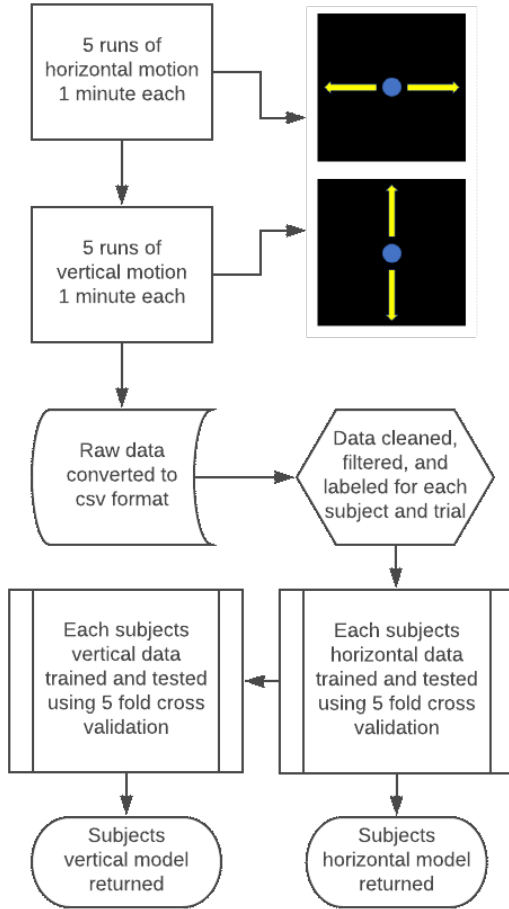 5 runs of
horizontal motion
1 minute each
5 runs of
vertical motion
1 minute each
Raw data
converted to
csv format
Data cleaned,
filtered, and
labeled for each
subject and trial
Each subjects
vertical data
trained and tested
using 5 fold cross
validation
Each subjects
horizontal data
trained and tested
using 5 fold cross
validation
Subjects
vertical model
returned
Subjects
horizontal model
returned